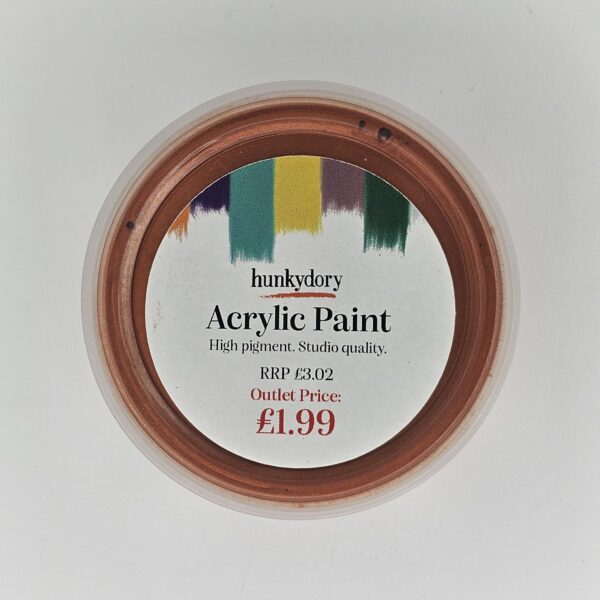 hunkydory
Acrylic Paint
High pigment. Studio quality.
RRP £3.02
Outlet Price:
£1.99